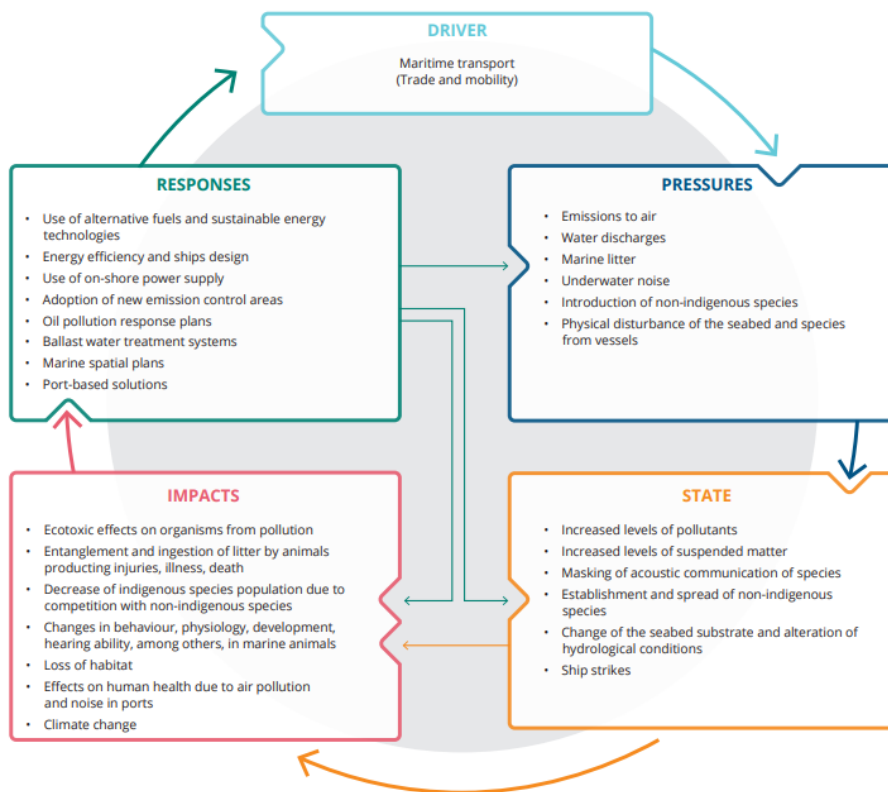 DRIVER
Maritime transport
(Trade and mobility)
RESPONSES
• Use of alternative fuels and sustainable energy
technologies
• Energy efficiency and ships design
• Use of on-shore power supply
• Adoption of new emission control areas
• Oil pollution response plans
• Ballast water treatment systems
• Marine spatial plans
• Port-based solutions
PRESSURES
• Emissions to air
• Water discharges
• Marine litter
• Underwater noise
• Introduction of non-indigenous species
• Physical disturbance of the seabed and species
from vessels
IMPACTS
• Ecotoxic effects on organisms from pollution
• Entanglement and ingestion of litter by animals
producting injuries, illness, death
• Decrease of indigenous species population due to
competition with non-indigenous species
• Changes in behaviour, physiology, development,
hearing ability, among others, in marine animals
• Loss of habitat
• Effects on human health due to air pollution
and noise in ports
• Climate change
STATE
• Increased levels of pollutants
• Increased levels of suspended matter
• Masking of acoustic communication of species
• Establishment and spread of non-indigenous
species
• Change of the seabed substrate and alteration of
hydrological conditions
• Ship strikes